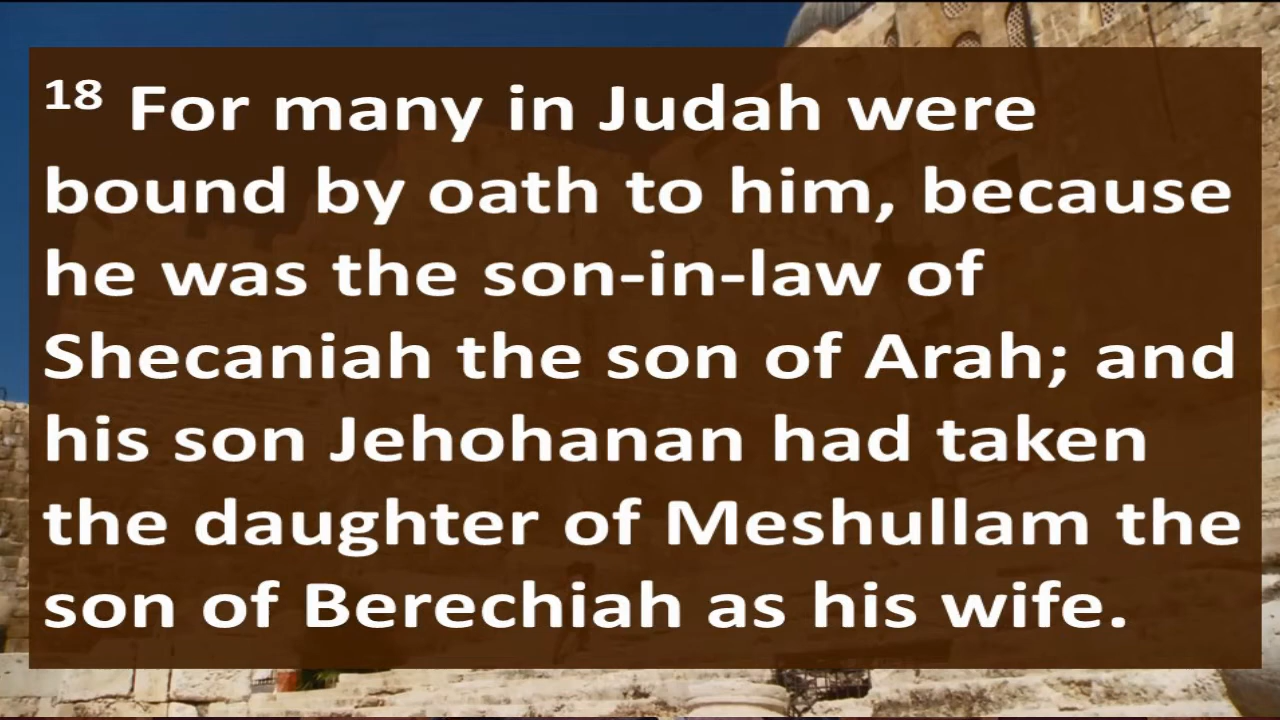 18 For many in Judah were
bound by oath to him, because
he was the son-in-law of
Shecaniah the son of Arah; and
his son Jehohanan had taken
the daughter of Meshullam the
son of Berechiah as his wife.